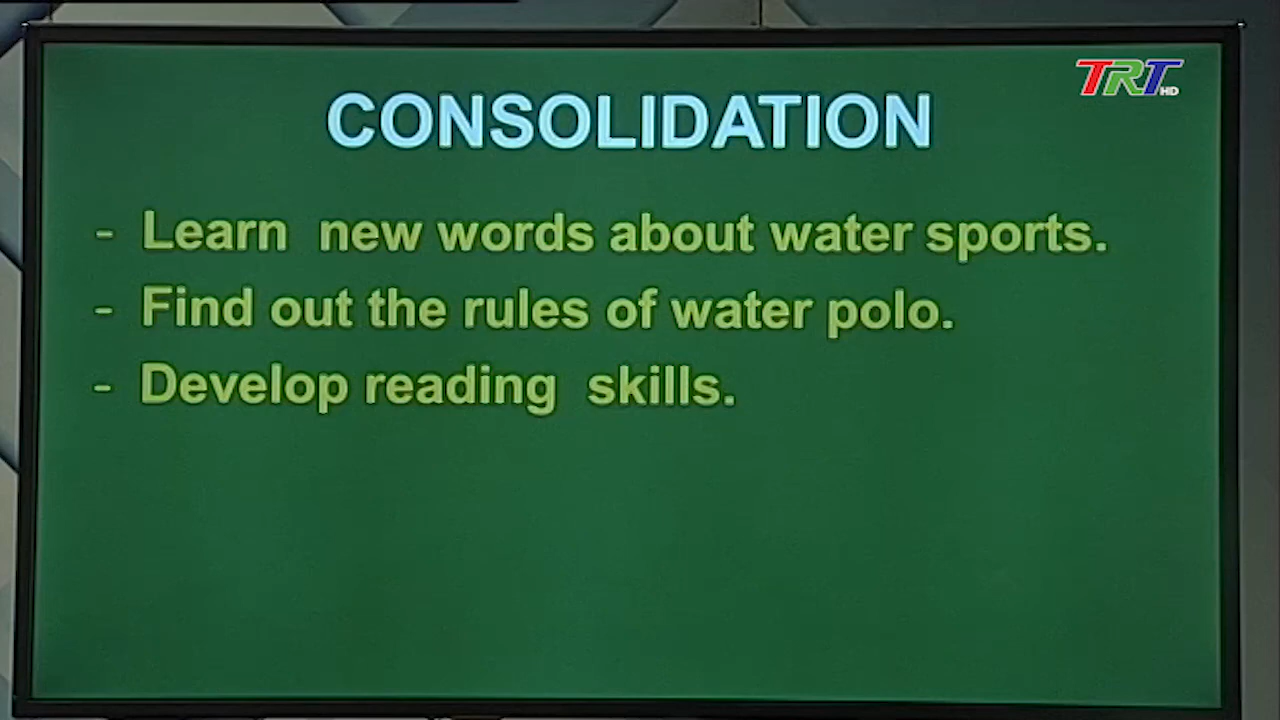 TRT HD
CONSOLIDATION
- Learn new words about water sports.
- Find out the rules of water polo.
- Develop reading skills.